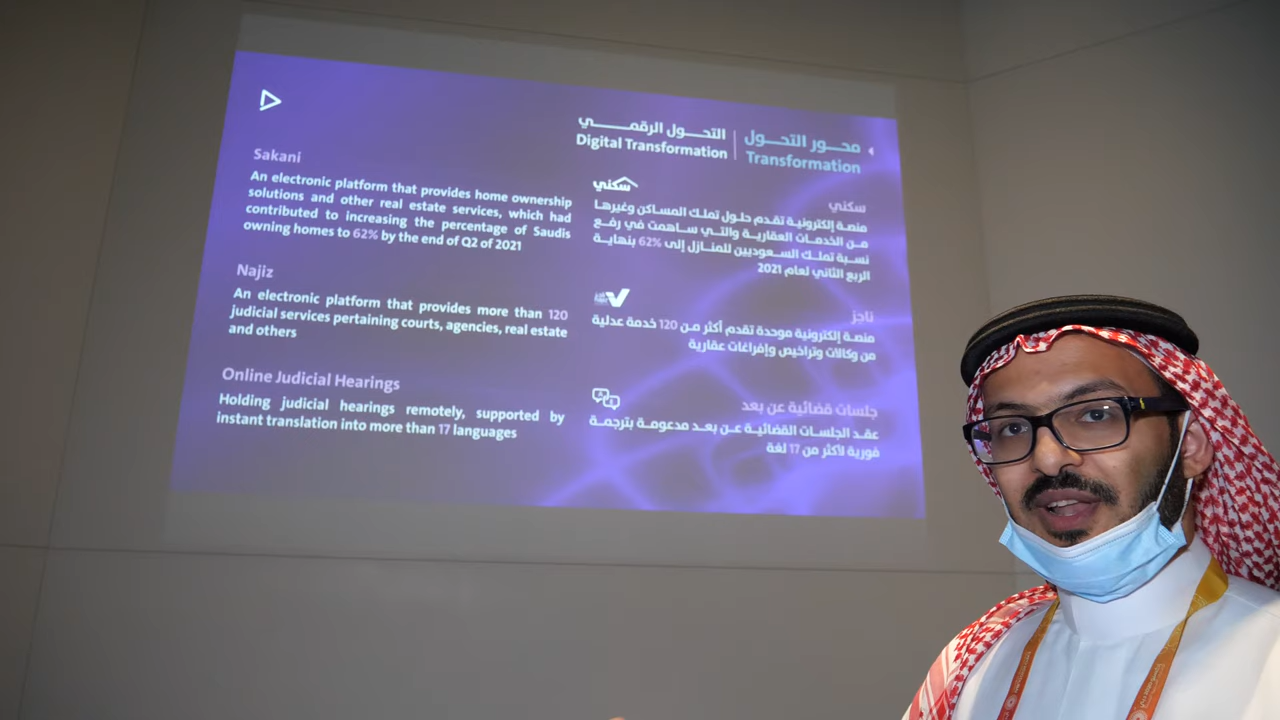 محـــور التحـــول | التحـــول الرقمـــــــي
Transformation | Digital Transformation
Sakani
An electronic platform that provides home ownership
solutions and other real estate services, which had
contributed to increasing the percentage of Saudis
owning homes to 62% by the end of Q2 of 2021
Najiz
An electronic platform that provides more than 120
judicial services pertaining courts, agencies, real estate
and others
Online Judicial Hearings
Holding judicial hearings remotely, supported by
instant translation into more than 17 languages
سكني
سكني
منصة إلكترونية تقدم حلول تملك المساكن وغيرها
من الخدمات العقارية والتي ساهمت في رفع
نسبة تملك السعوديين للمنازل إلى 62% بنهاية
الربع الثاني لعام 2021
ناجز
منصة إلكترونية موحدة تقدم أكثر من 120 خدمة عدلية
من وكالات وتراخيص وإفراغات عقارية
جلسات قضائية عن بعد
عقد الجلسات القضائية عن بعد مدعومة بترجمة
فورية لأكثر من 17 لغة